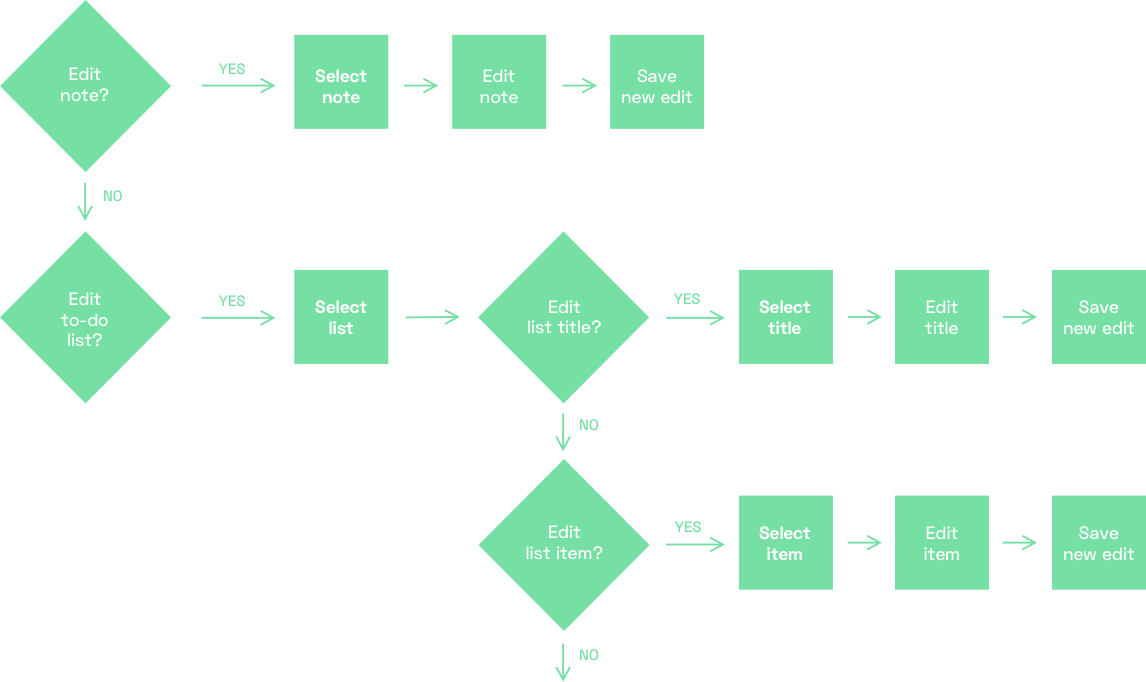 Edit
note?
YES
Select
note
Edit
note
Save
new edit
NO
Edit
to-do
list?
YES
Select
list
Edit
list title?
YES
Select
title
Edit
title
Save
new edit
NO
Edit
list item?
YES
Select
item
Edit
item
Save
new edit
NO